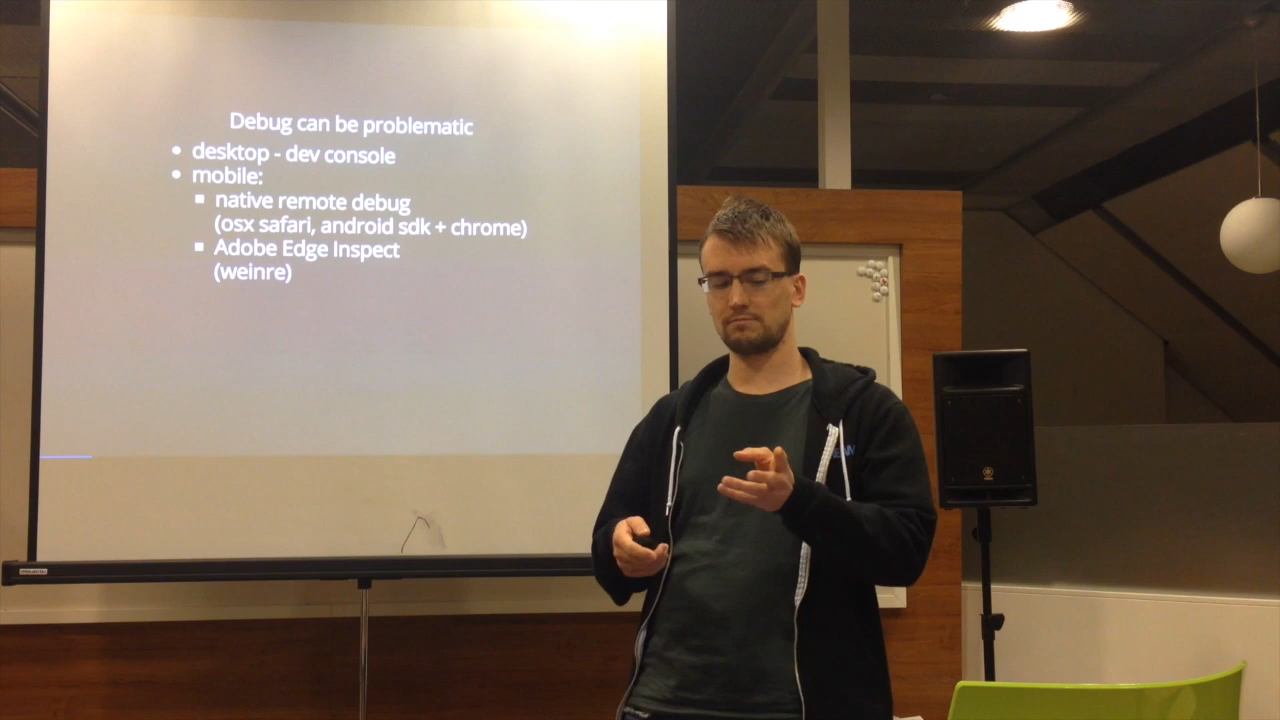 Debug can be problematic
• desktop - dev console
• mobile:
▪ native remote debug
(osx safari, android sdk + chrome)
▪ Adobe Edge Inspect
(weinre)